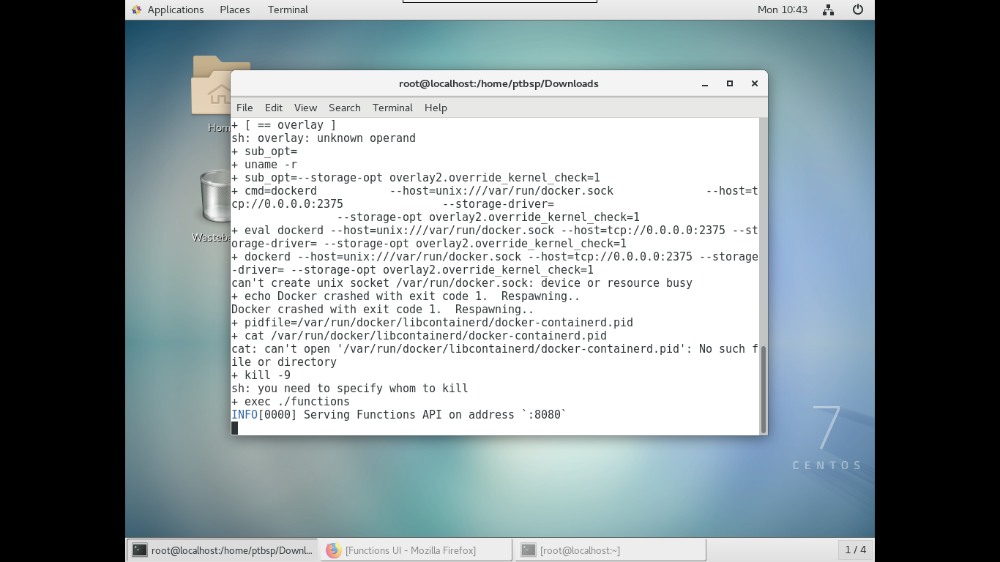 Applications Places Terminal Mon 10:43
root@localhost:/home/ptbsp/Downloads
File Edit View Search Terminal Help
+ [ == overlay ]
sh: overlay: unknown operand
+ sub_opt=
+ uname -r
+ sub_opt=--storage-opt overlay2.override_kernel_check=1
+ cmd=dockerd           --host=unix:///var/run/docker.sock              --host=t
cp://0.0.0.0:2375               --storage-driver=
                --storage-opt overlay2.override_kernel_check=1
+ eval dockerd --host=unix:///var/run/docker.sock --host=tcp://0.0.0.0:2375 --st
orage-driver= --storage-opt overlay2.override_kernel_check=1
+ dockerd --host=unix:///var/run/docker.sock --host=tcp://0.0.0.0:2375 --storage
-driver= --storage-opt overlay2.override_kernel_check=1
can't create unix socket /var/run/docker.sock: device or resource busy
+ echo Docker crashed with exit code 1.  Respawning..
Docker crashed with exit code 1.  Respawning..
+ pidfile=/var/run/docker/libcontainerd/docker-containerd.pid
+ cat /var/run/docker/libcontainerd/docker-containerd.pid
cat: can't open '/var/run/docker/libcontainerd/docker-containerd.pid': No such f
ile or directory
+ kill -9
sh: you need to specify whom to kill
+ exec ./functions
INFO[0000] Serving Functions API on address `:8080`
7
CENTOS
root@localhost:/home/ptbsp/Downl... [Functions UI - Mozilla Firefox] [root@localhost:~] 1 / 4